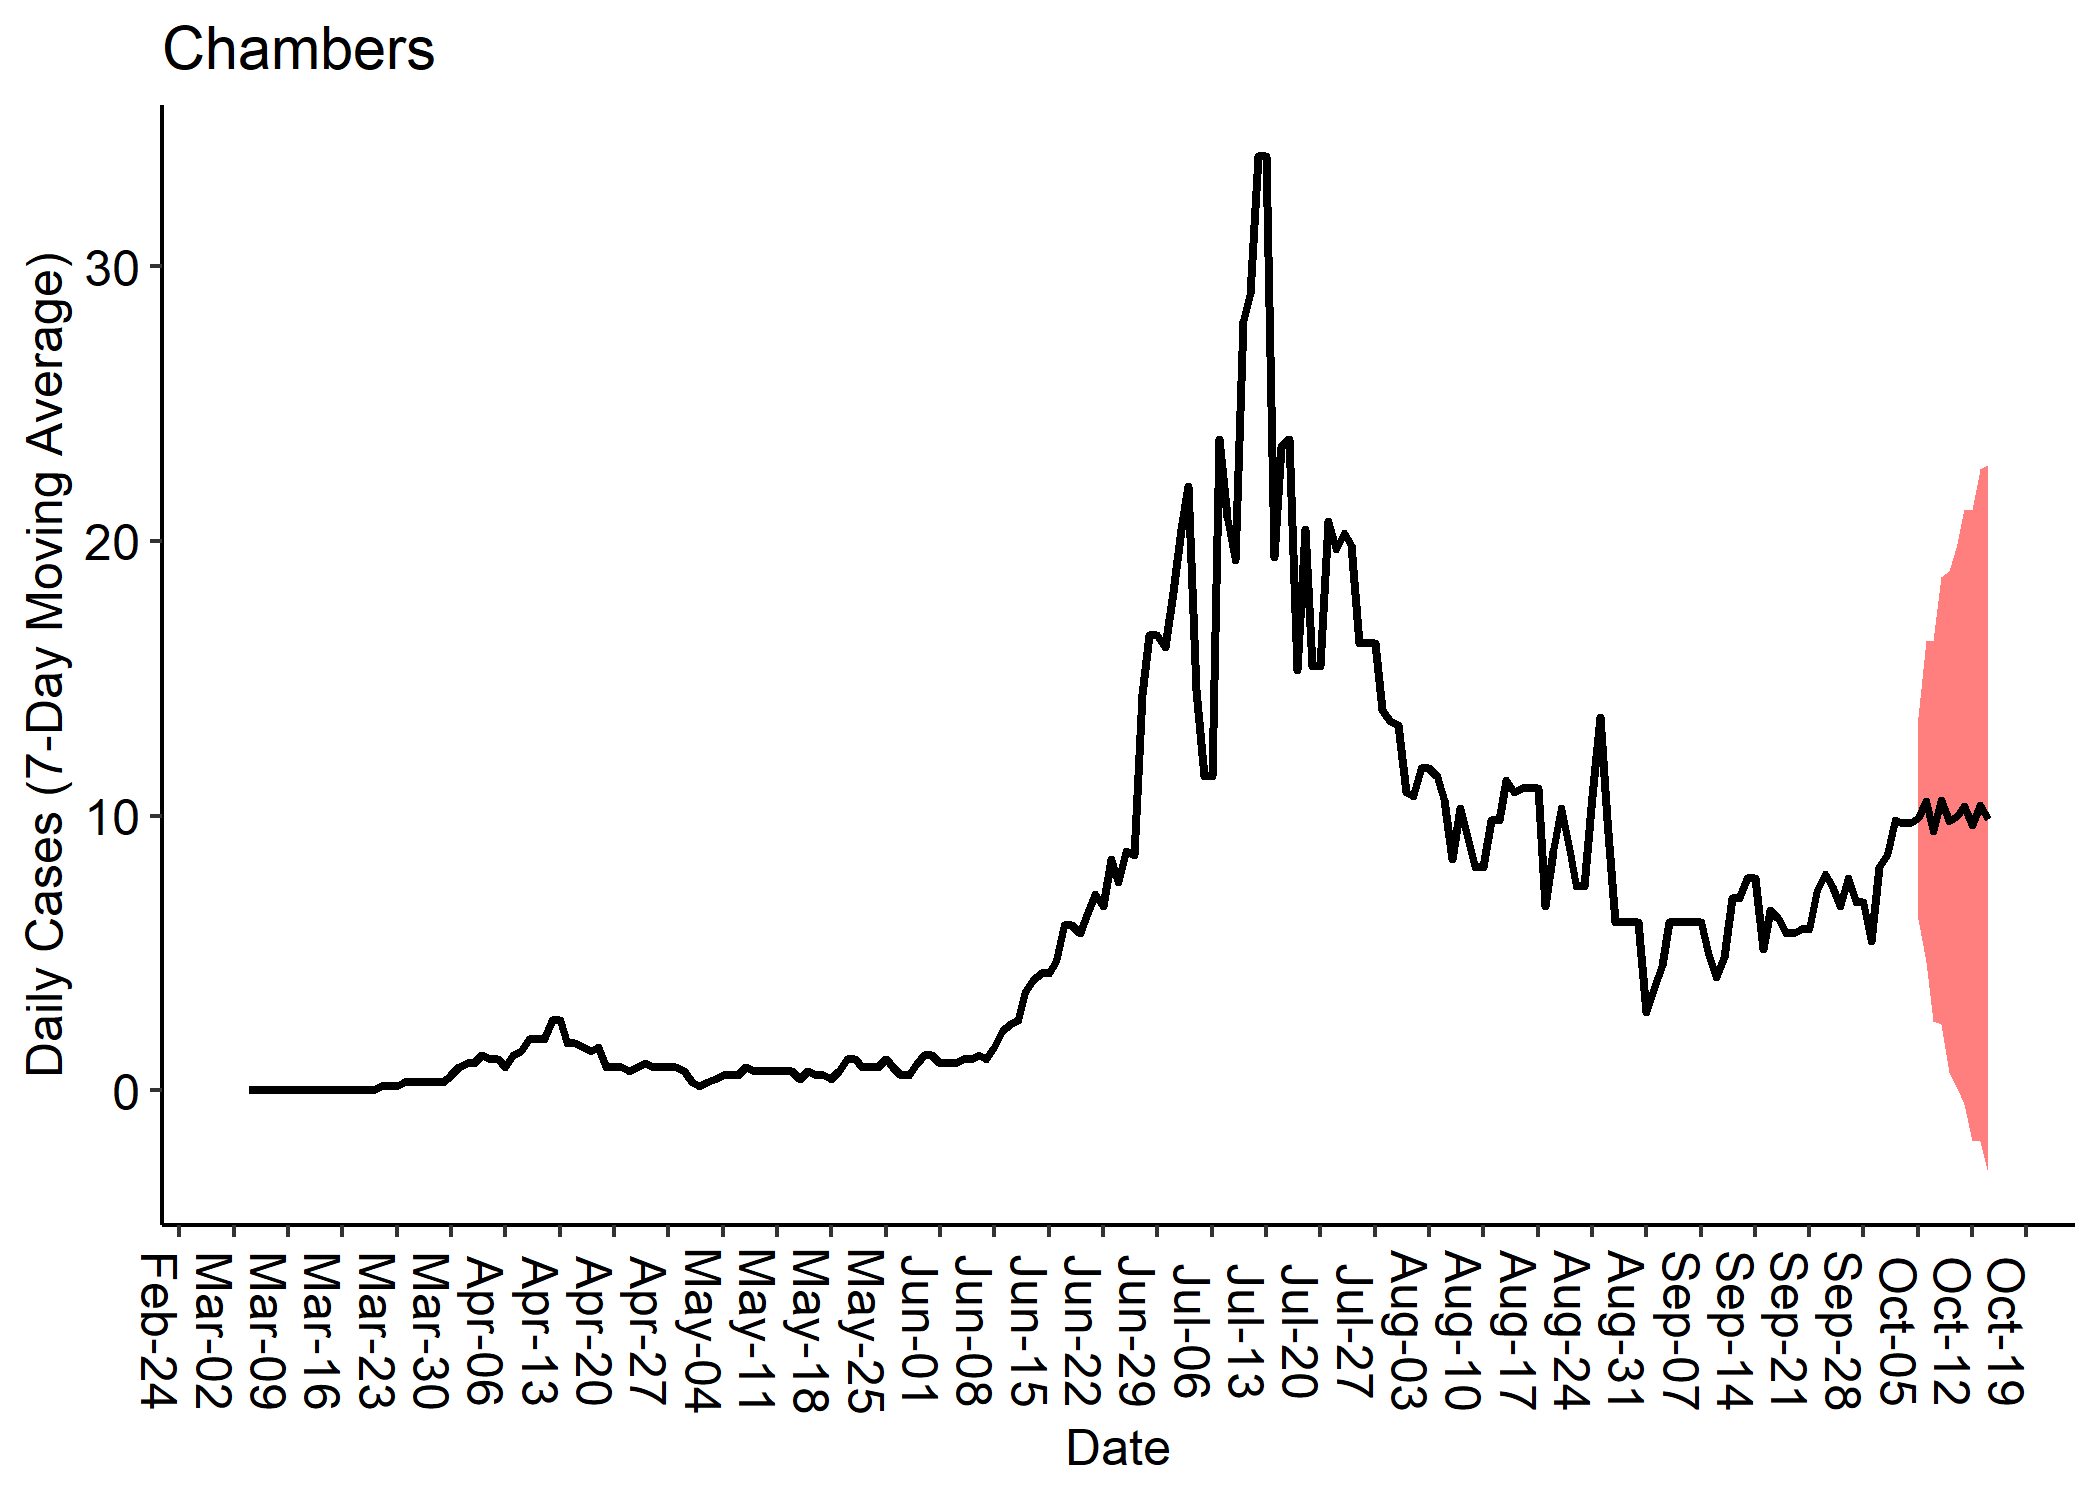 Chambers
Daily Cases (7-Day Moving Average)
30
20
10
0
Feb-24
Mar-02
Mar-09
Mar-16
Mar-23
Mar-30
Apr-06
Apr-13
Apr-20
Apr-27
May-04
May-11
May-18
May-25
Jun-01
Jun-08
Jun-15
Jun-22
Jun-29
Jul-06
Jul-13
Jul-20
Jul-27
Aug-03
Aug-10
Aug-17
Aug-24
Aug-31
Sep-07
Sep-14
Sep-21
Sep-28
Oct-05
Oct-12
Oct-19
Date